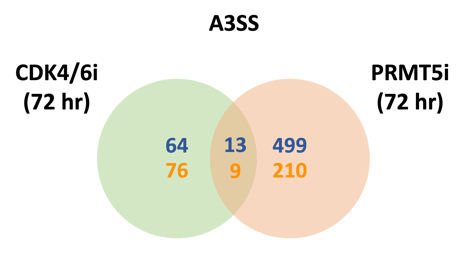 A3SS
CDK4/6i
(72 hr)
PRMT5i
(72 hr)
64
76
13
9
499
210